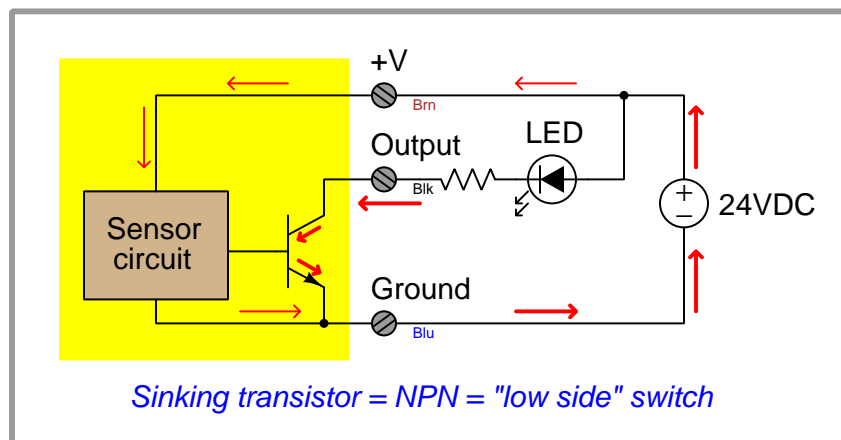 +V
Brn
Output
LED
Blk
+
−
24VDC
Sensor
circuit
Ground
Blu
Sinking transistor = NPN = "low side" switch